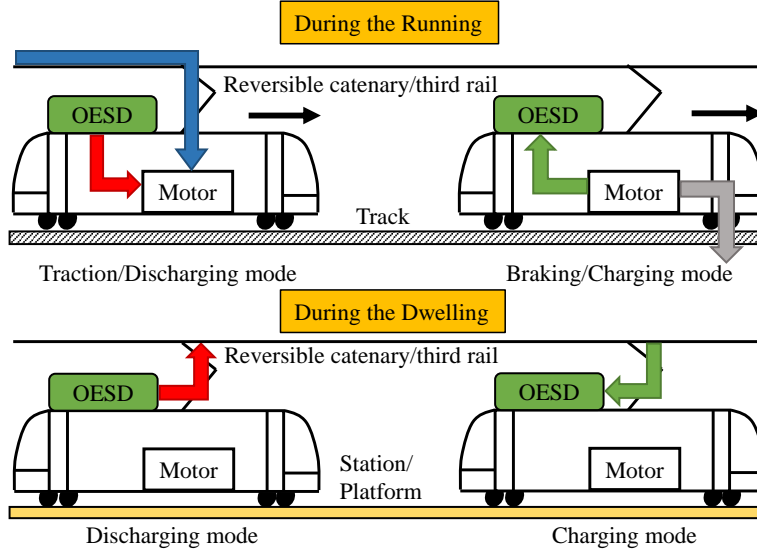 During the Running
Reversible catenary/third rail
OESD
OESD
Motor
Motor
Track
Traction/Discharging mode
Braking/Charging mode
During the Dwelling
Reversible catenary/third rail
OESD
OESD
Motor
Station/
Platform
Motor
Discharging mode
Charging mode